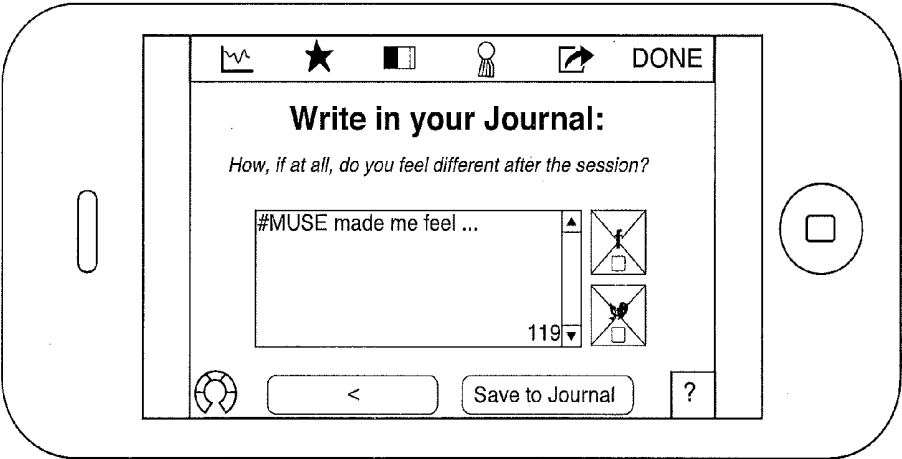 DONE
Write in your Journal:
How, if at all, do you feel different after the session?
#MUSE made me feel ...
f
119
<
Save to Journal
?